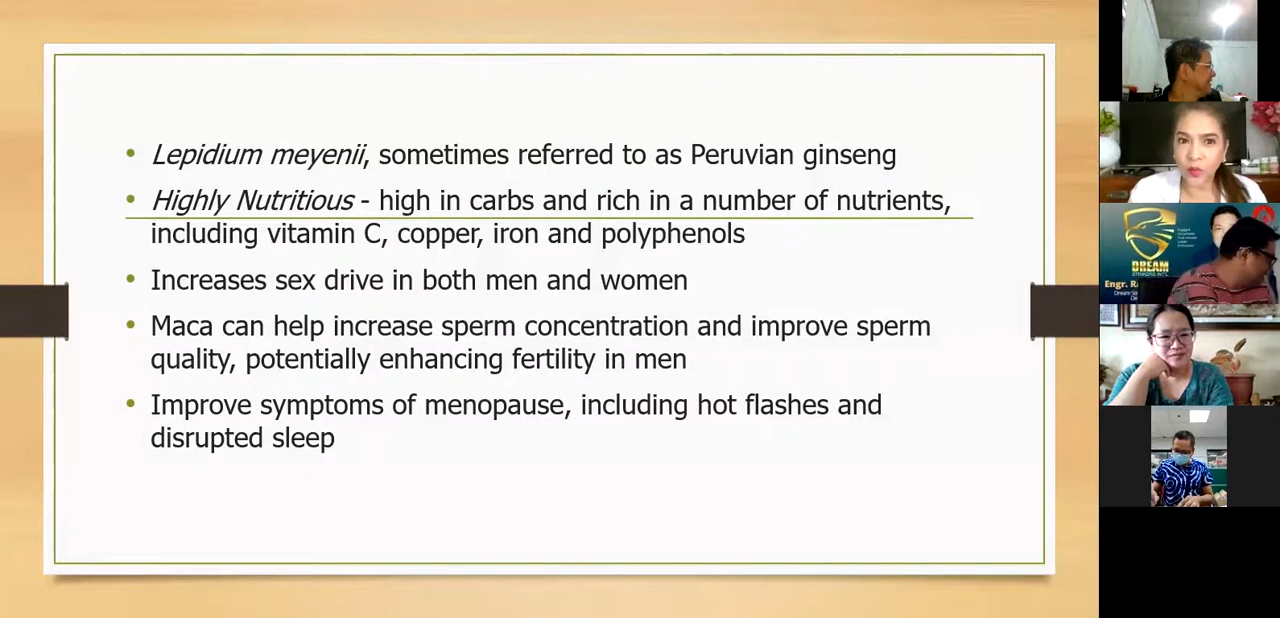 • Lepidium meyenii, sometimes referred to as Peruvian ginseng
• Highly Nutritious - high in carbs and rich in a number of nutrients,
including vitamin C, copper, iron and polyphenols
• Increases sex drive in both men and women
• Maca can help increase sperm concentration and improve sperm
quality, potentially enhancing fertility in men
• Improve symptoms of menopause, including hot flashes and
disrupted sleep
DREAM
STRIKERS INT'L
Engr. R